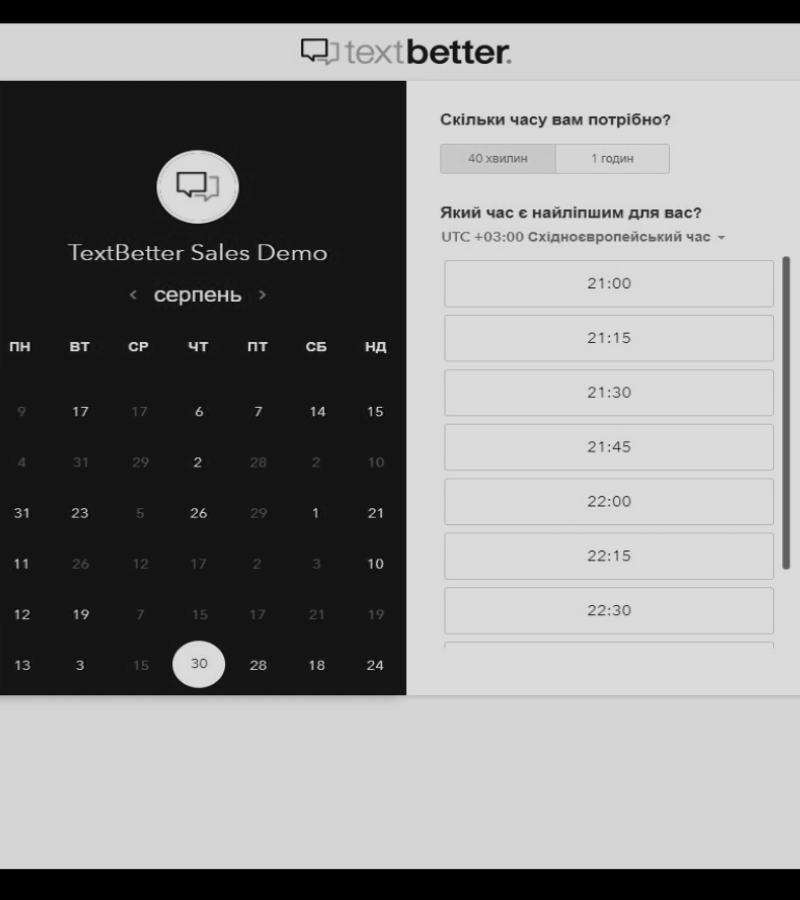 textbetter.
TextBetter Sales Demo
‹ серпень ›
ПН ВТ СР ЧТ ПТ СБ НД
9 17 17 6 7 14 15
4 31 29 2 28 2 10
31 23 5 26 29 1 21
11 26 12 17 2 3 10
12 19 7 15 17 21 19
13 3 15 30 28 18 24
Скільки часу вам потрібно?
40 хвилин 1 годин
Який час є найліпшим для вас?
UTC +03:00 Східноєвропейський час
21:00
21:15
21:30
21:45
22:00
22:15
22:30